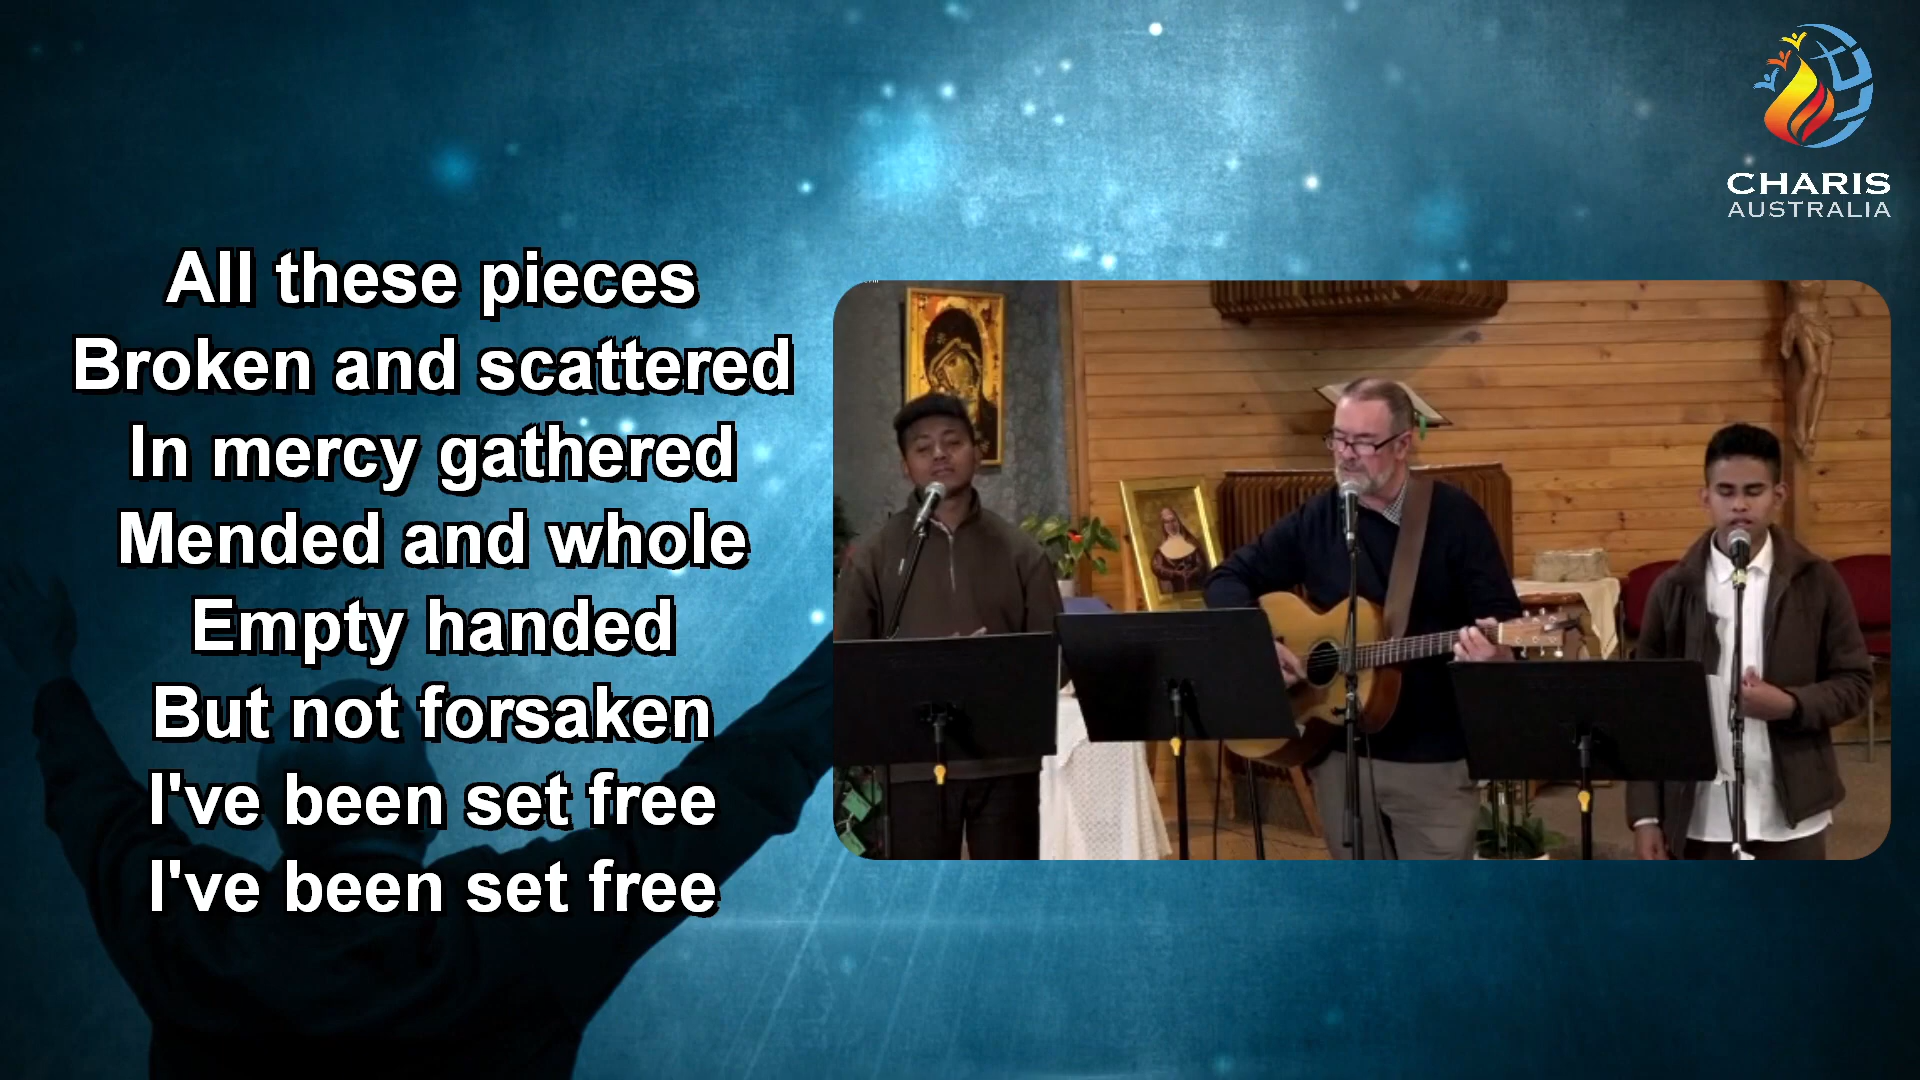 All these pieces
Broken and scattered
In mercy gathered
Mended and whole
Empty handed
But not forsaken
I've been set free
I've been set free
CHARIS
AUSTRALIA